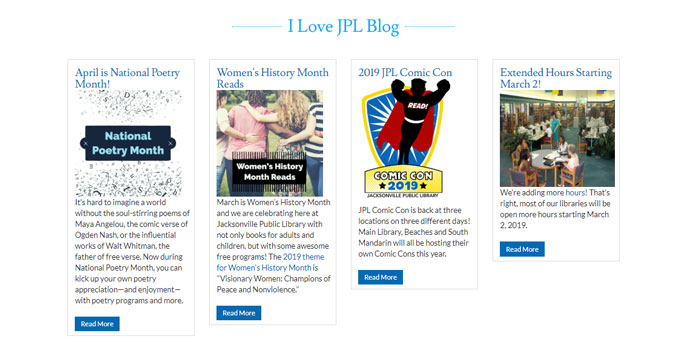 I Love JPL Blog
April is National Poetry
Month!
National
Poetry Month
It's hard to imagine a world
without the soul-stirring poems of
Maya Angelou, the comic verse of
Ogden Nash, or the influential
works of Walt Whitman, the
father of free verse. Now during
National Poetry Month, you can
kick up your own poetry
appreciation—and enjoyment—
with poetry programs and more.
Read More
Women's History Month
Reads
Women's History
Month Reads
March is Women's History Month
and we are celebrating here at
Jacksonville Public Library with
not only books for adults and
children, but with some awesome
free programs! The 2019 theme
for Women's History Month is
"Visionary Women: Champions of
Peace and Nonviolence."
Read More
2019 JPL Comic Con
READ!
COMIC CON
2019
JACKSONVILLE PUBLIC LIBRARY
JPL Comic Con is back at three
locations on three different days!
Main Library, Beaches and South
Mandarin will all be hosting their
own Comic Cons this year.
Read More
Extended Hours Starting
March 2!
We're adding more hours! That's
right, most of our libraries will be
open more hours starting March
2, 2019.
Read More